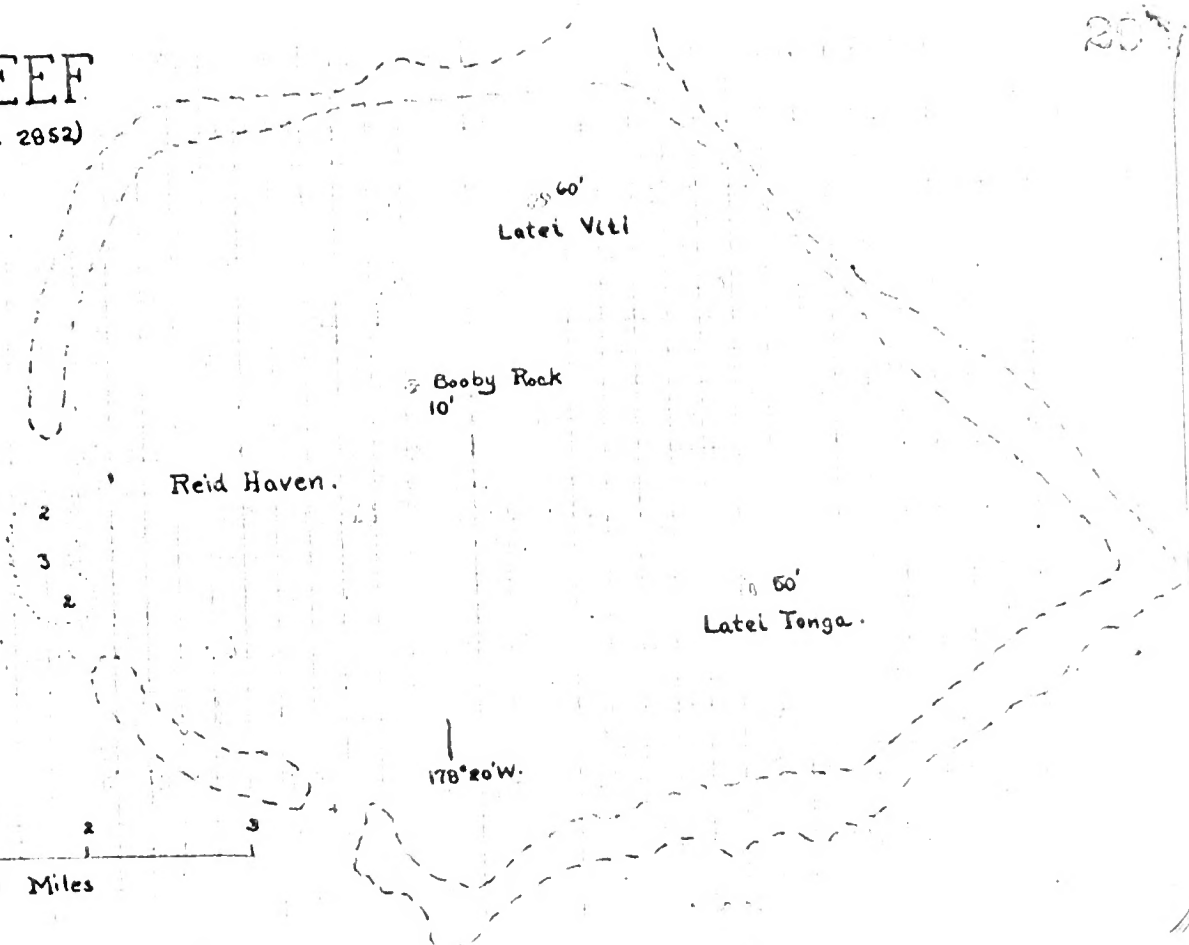 EEF
2852)
60'
Latei Viti
Booby Rock
10'
Reid Haven.
2
3
2
Latei Tonga.
178°20'W.
2 3
Miles